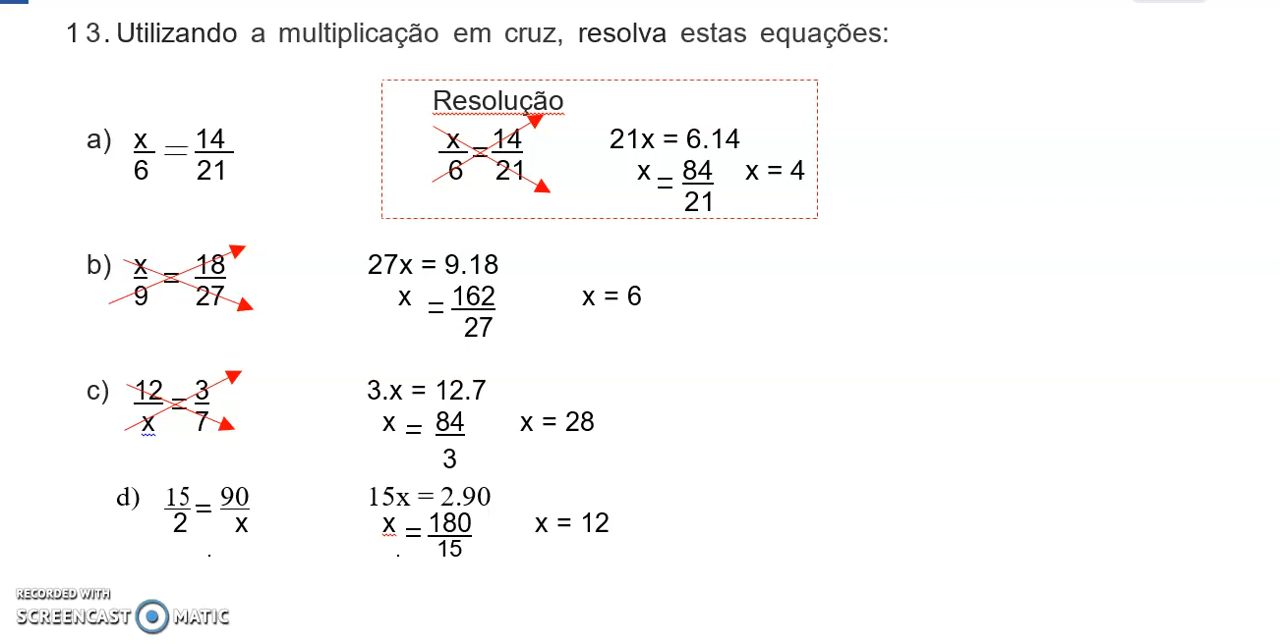 13. Utilizando a multiplicação em cruz, resolva estas equações:
Resolução
a) x/6 = 14/21
x/6 = 14/21
21x = 6.14
x = 84/21 x = 4
b) x/9 = 18/27
27x = 9.18
x = 162/27 x = 6
c) 12/x = 3/7
3.x = 12.7
x = 84/3 x = 28
d) 15/2 = 90/x
15x = 2.90
x = 180/15 x = 12
RECORDED WITH
SCREENCAST MATIC